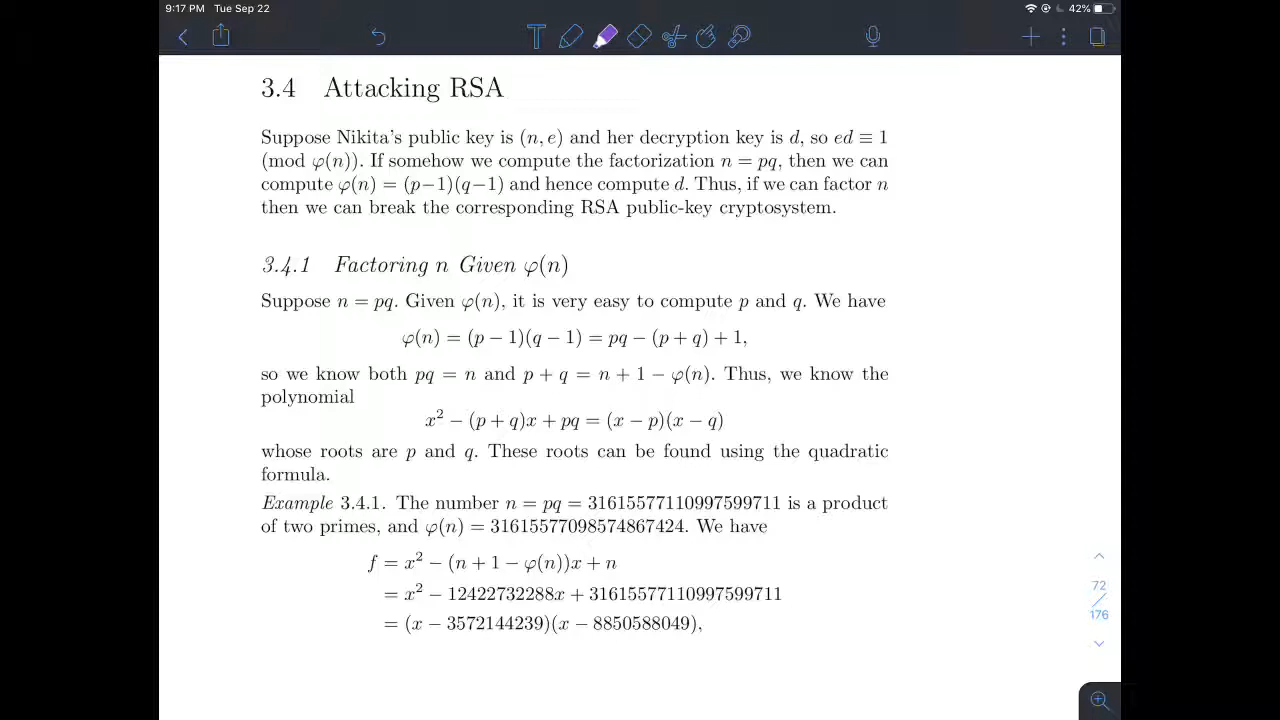 9:17 PM Tue Sep 22
42%
T
3.4 Attacking RSA
Suppose Nikita's public key is (n, e) and her decryption key is d, so ed ≡ 1
(mod φ(n)). If somehow we compute the factorization n = pq, then we can
compute φ(n) = (p−1)(q−1) and hence compute d. Thus, if we can factor n
then we can break the corresponding RSA public-key cryptosystem.
3.4.1 Factoring n Given φ(n)
Suppose n = pq. Given φ(n), it is very easy to compute p and q. We have
φ(n) = (p − 1)(q − 1) = pq − (p + q) + 1,
so we know both pq = n and p + q = n + 1 − φ(n). Thus, we know the
polynomial
x² − (p + q)x + pq = (x − p)(x − q)
whose roots are p and q. These roots can be found using the quadratic
formula.
Example 3.4.1. The number n = pq = 31615577110997599711 is a product
of two primes, and φ(n) = 31615577098574867424. We have
f = x² − (n + 1 − φ(n))x + n
= x² − 12422732288x + 31615577110997599711
= (x − 3572144239)(x − 8850588049),
72
176